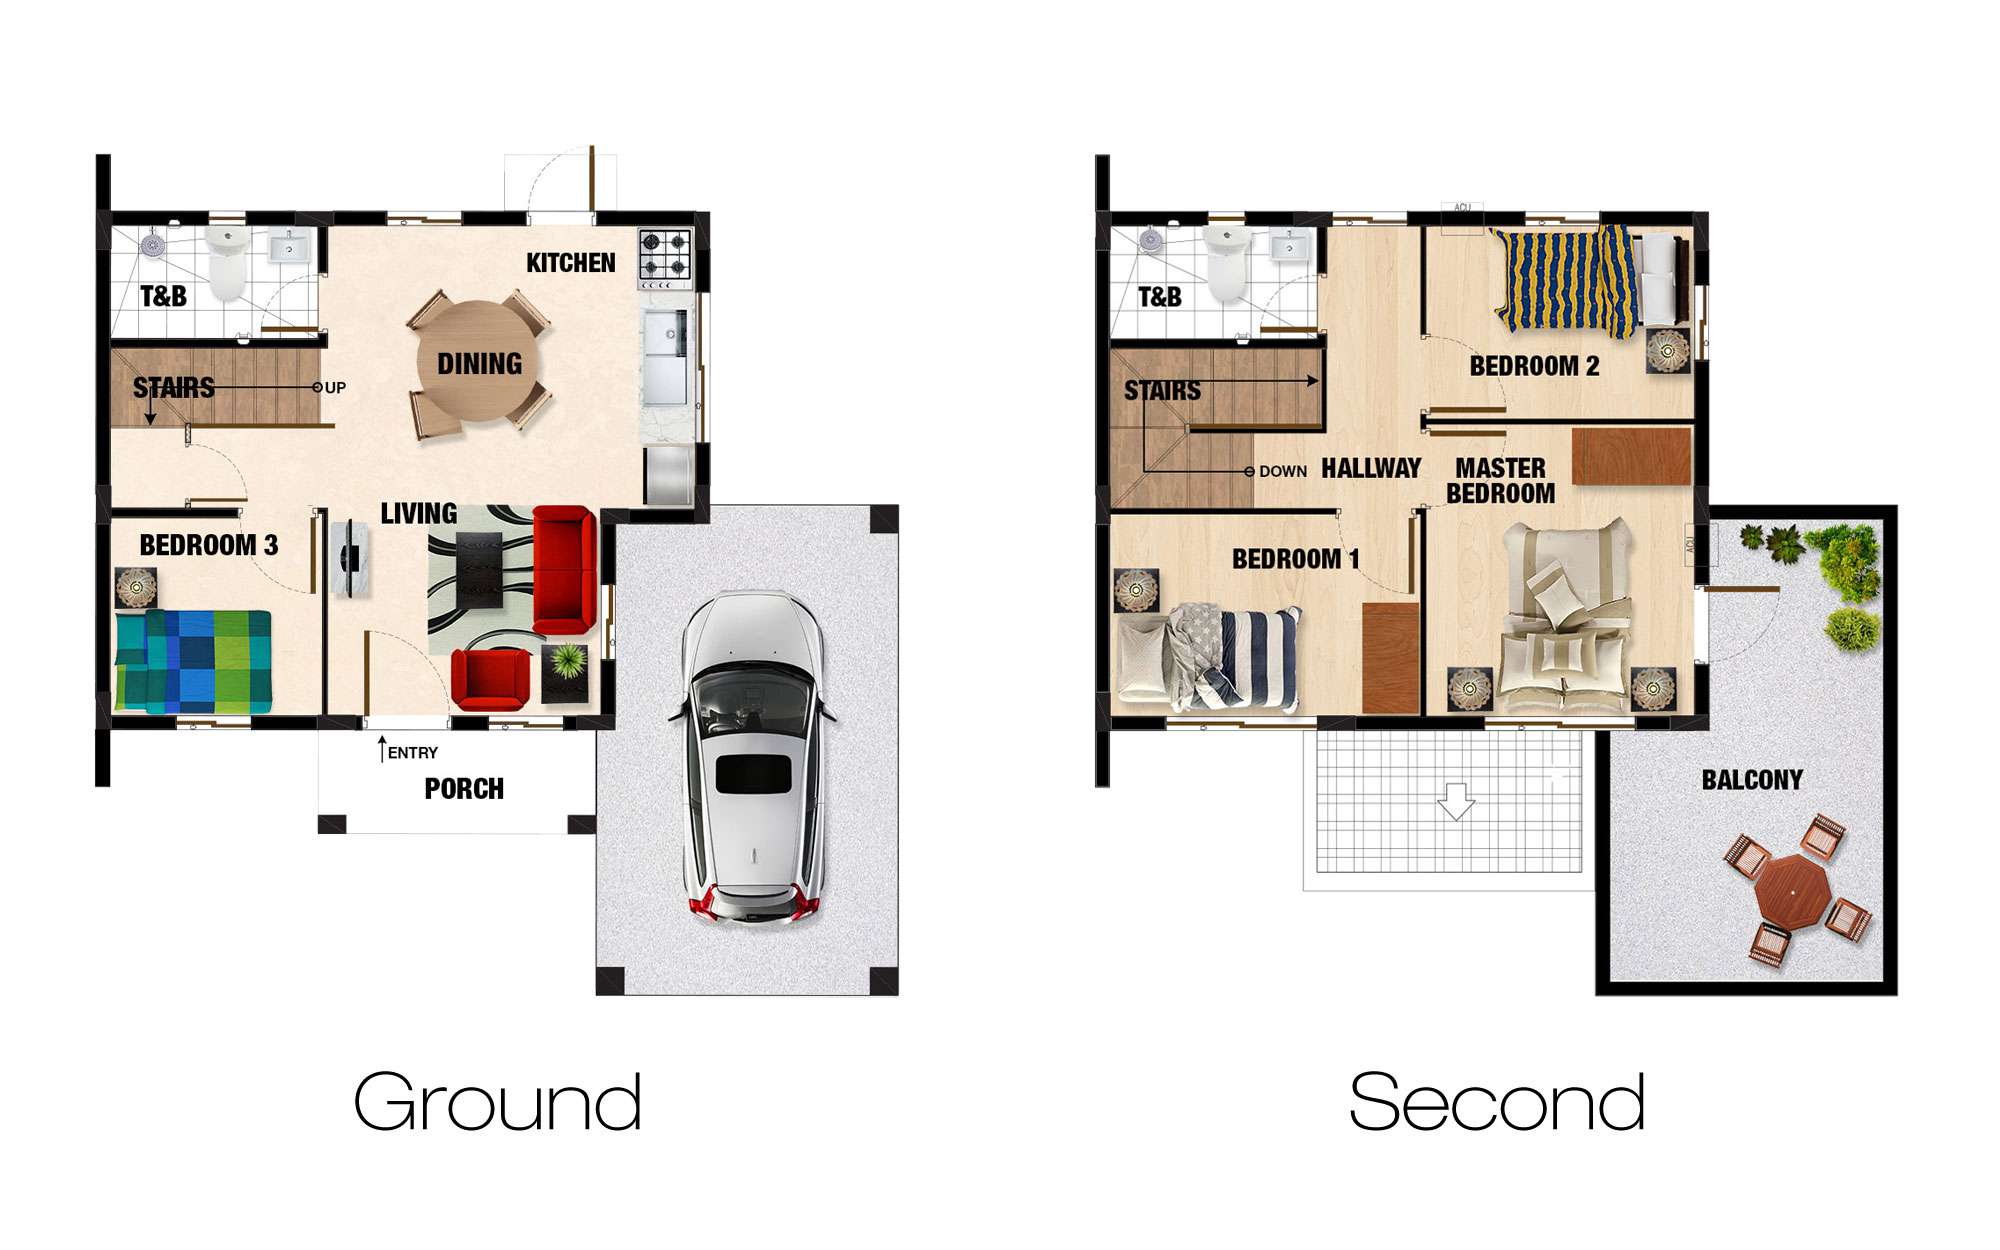 KITCHEN
T&B
DINING
STAIRS
UP
LIVING
BEDROOM 3
ENTRY
PORCH
Ground
ACU
T&B
BEDROOM 2
STAIRS
DOWN
HALLWAY
MASTER
BEDROOM
ACU
BEDROOM 1
BALCONY
Second